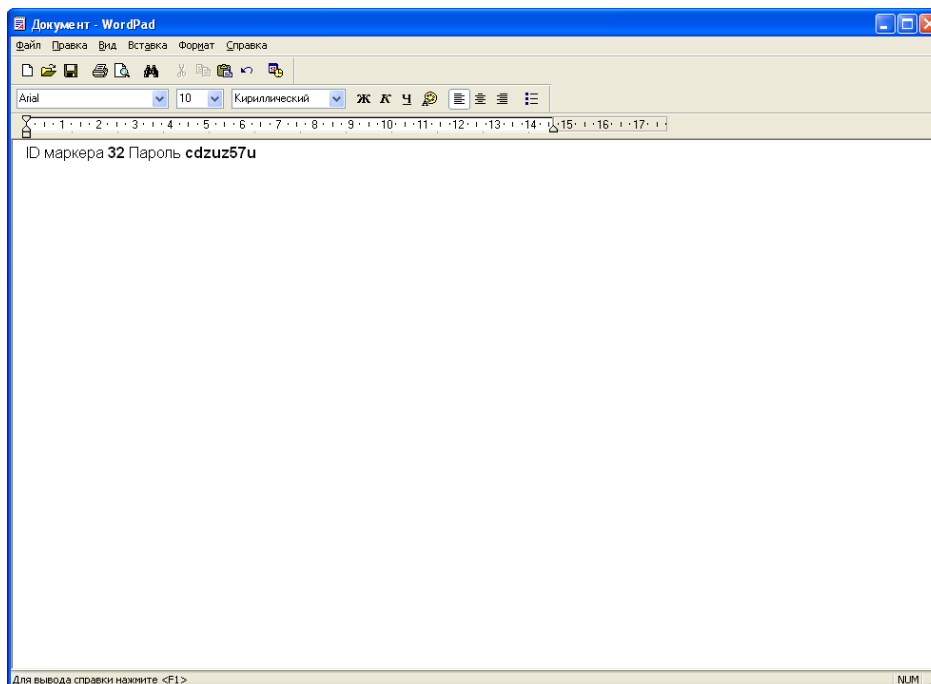 Документ - WordPad
Файл Правка Вид Вставка Формат Справка
Arial 10 Кириллический Ж К Ч
1 2 3 4 5 6 7 8 9 10 11 12 13 14 15 16 17
ID маркера 32 Пароль cdzuz57u
Для вывода справки нажмите <F1> NUM